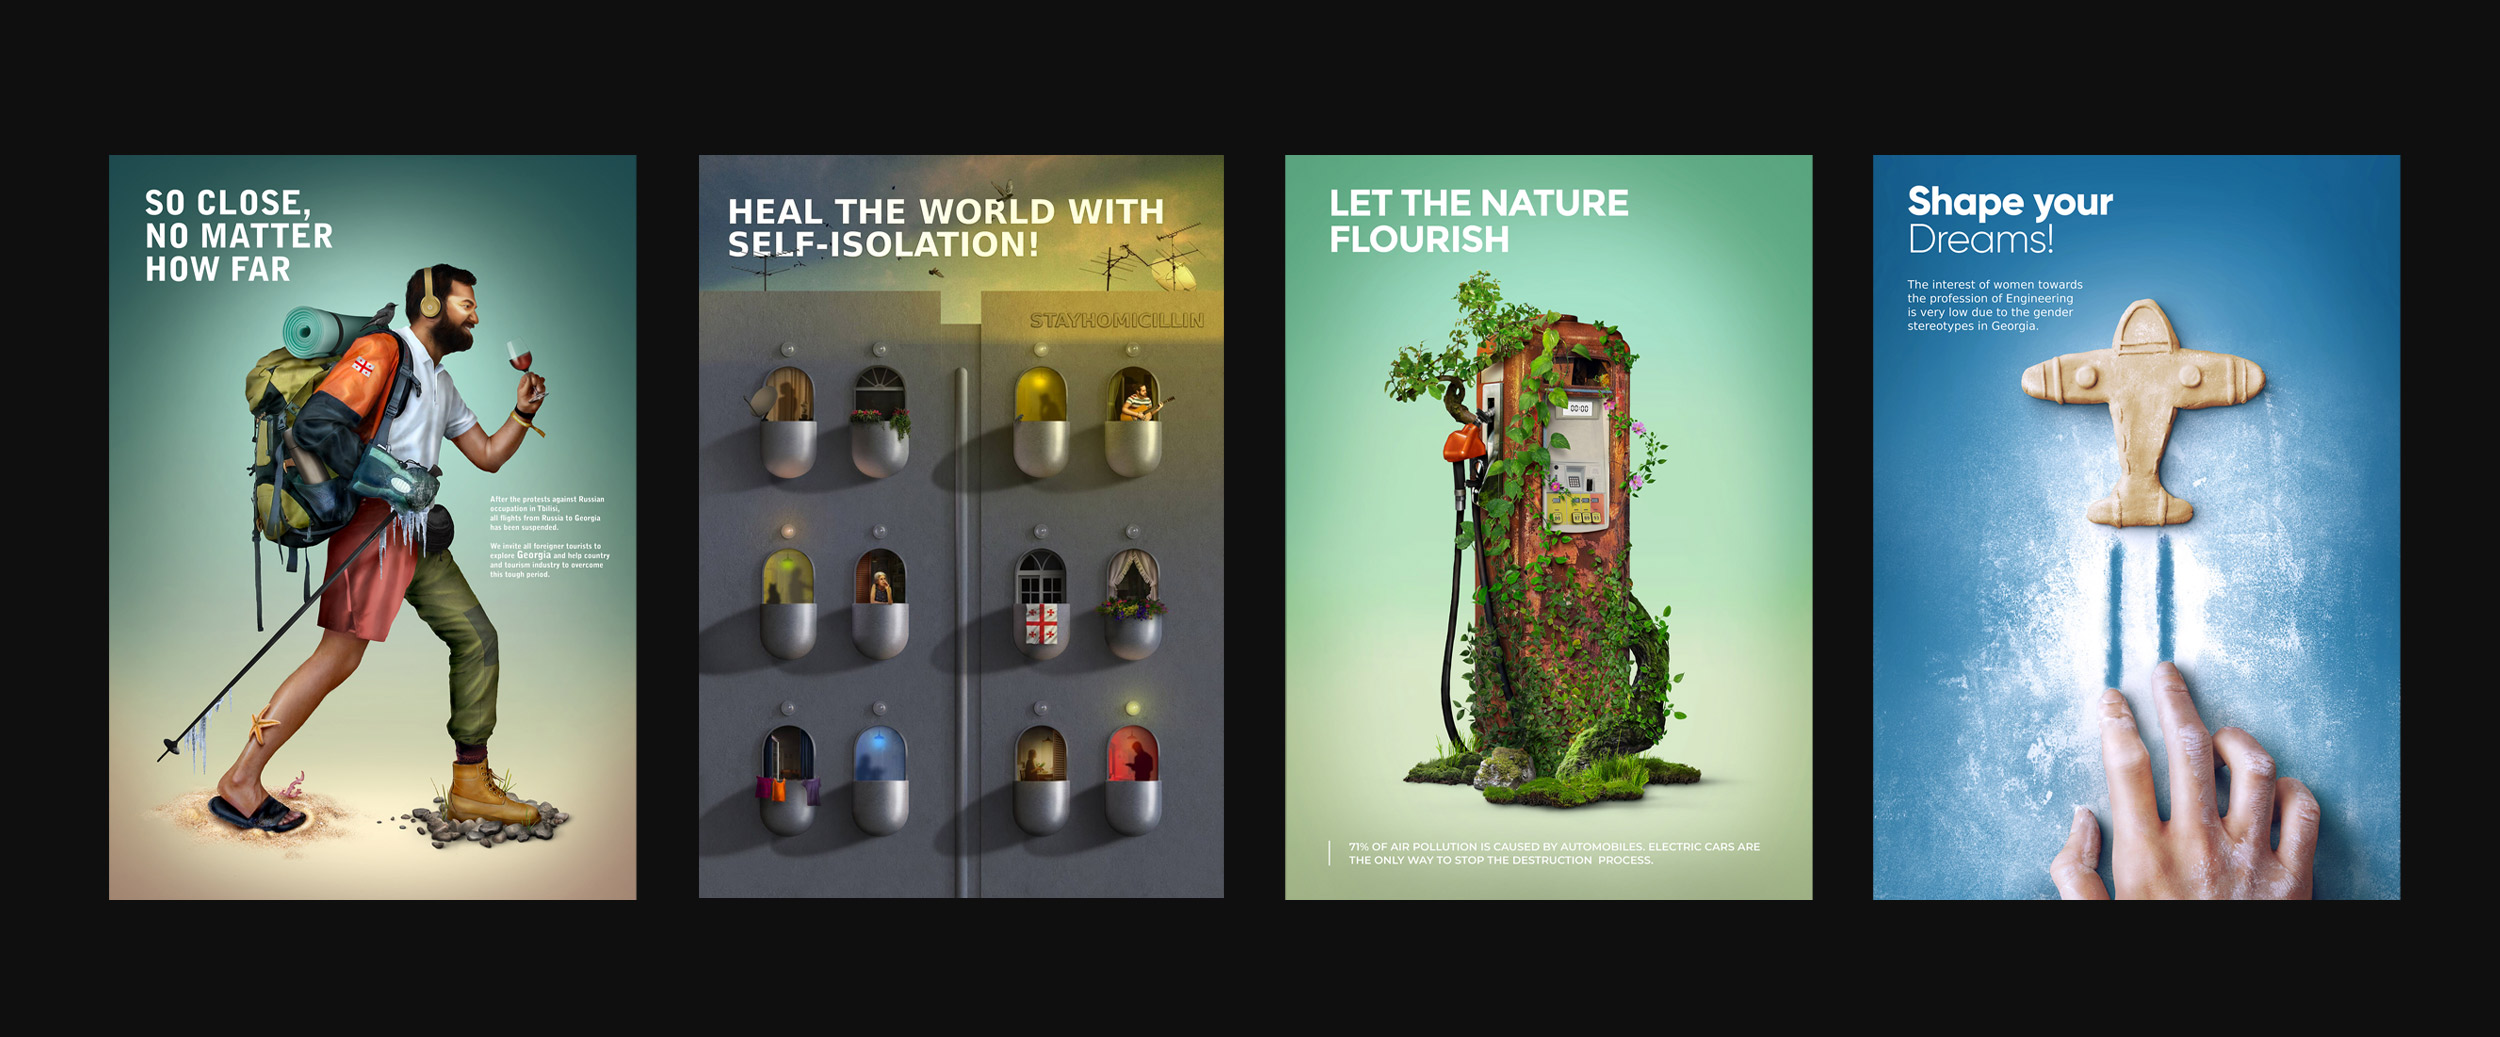 SO CLOSE,
NO MATTER
HOW FAR
After the protests against Russian
occupation in Tbilisi,
all flights from Russia to Georgia
has been suspended.
We invite all foreigner tourists to
explore Georgia and help country
and tourism industry to overcome
this tough period.
HEAL THE WORLD WITH
SELF-ISOLATION!
STAYHOMICILLIN
LET THE NATURE
FLOURISH
00:00
71% OF AIR POLLUTION IS CAUSED BY AUTOMOBILES. ELECTRIC CARS ARE
THE ONLY WAY TO STOP THE DESTRUCTION PROCESS.
Shape your
Dreams!
The interest of women towards
the profession of Engineering
is very low due to the gender
stereotypes in Georgia.